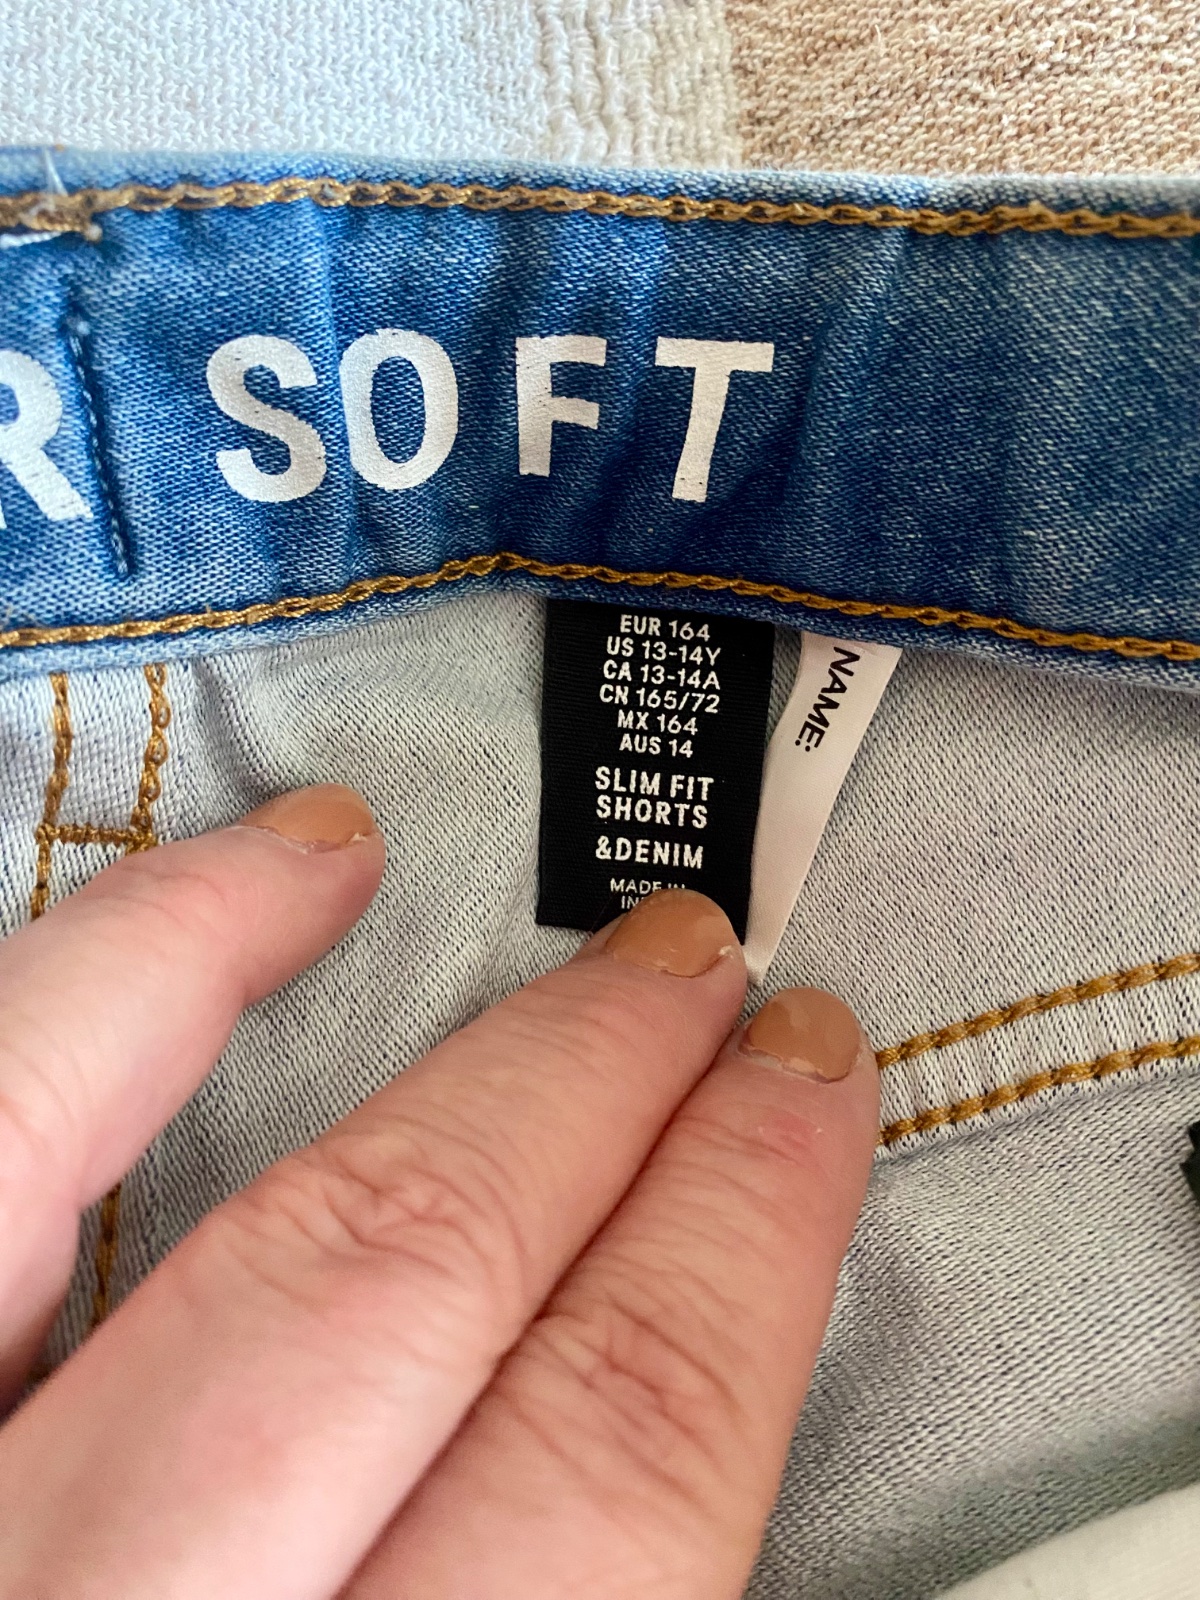 R SOFT
EUR 164
US 13-14Y
CA 13-14A
CN 165/72
MX 164
AUS 14
SLIM FIT
SHORTS
&DENIM
MADE IN
NAME: